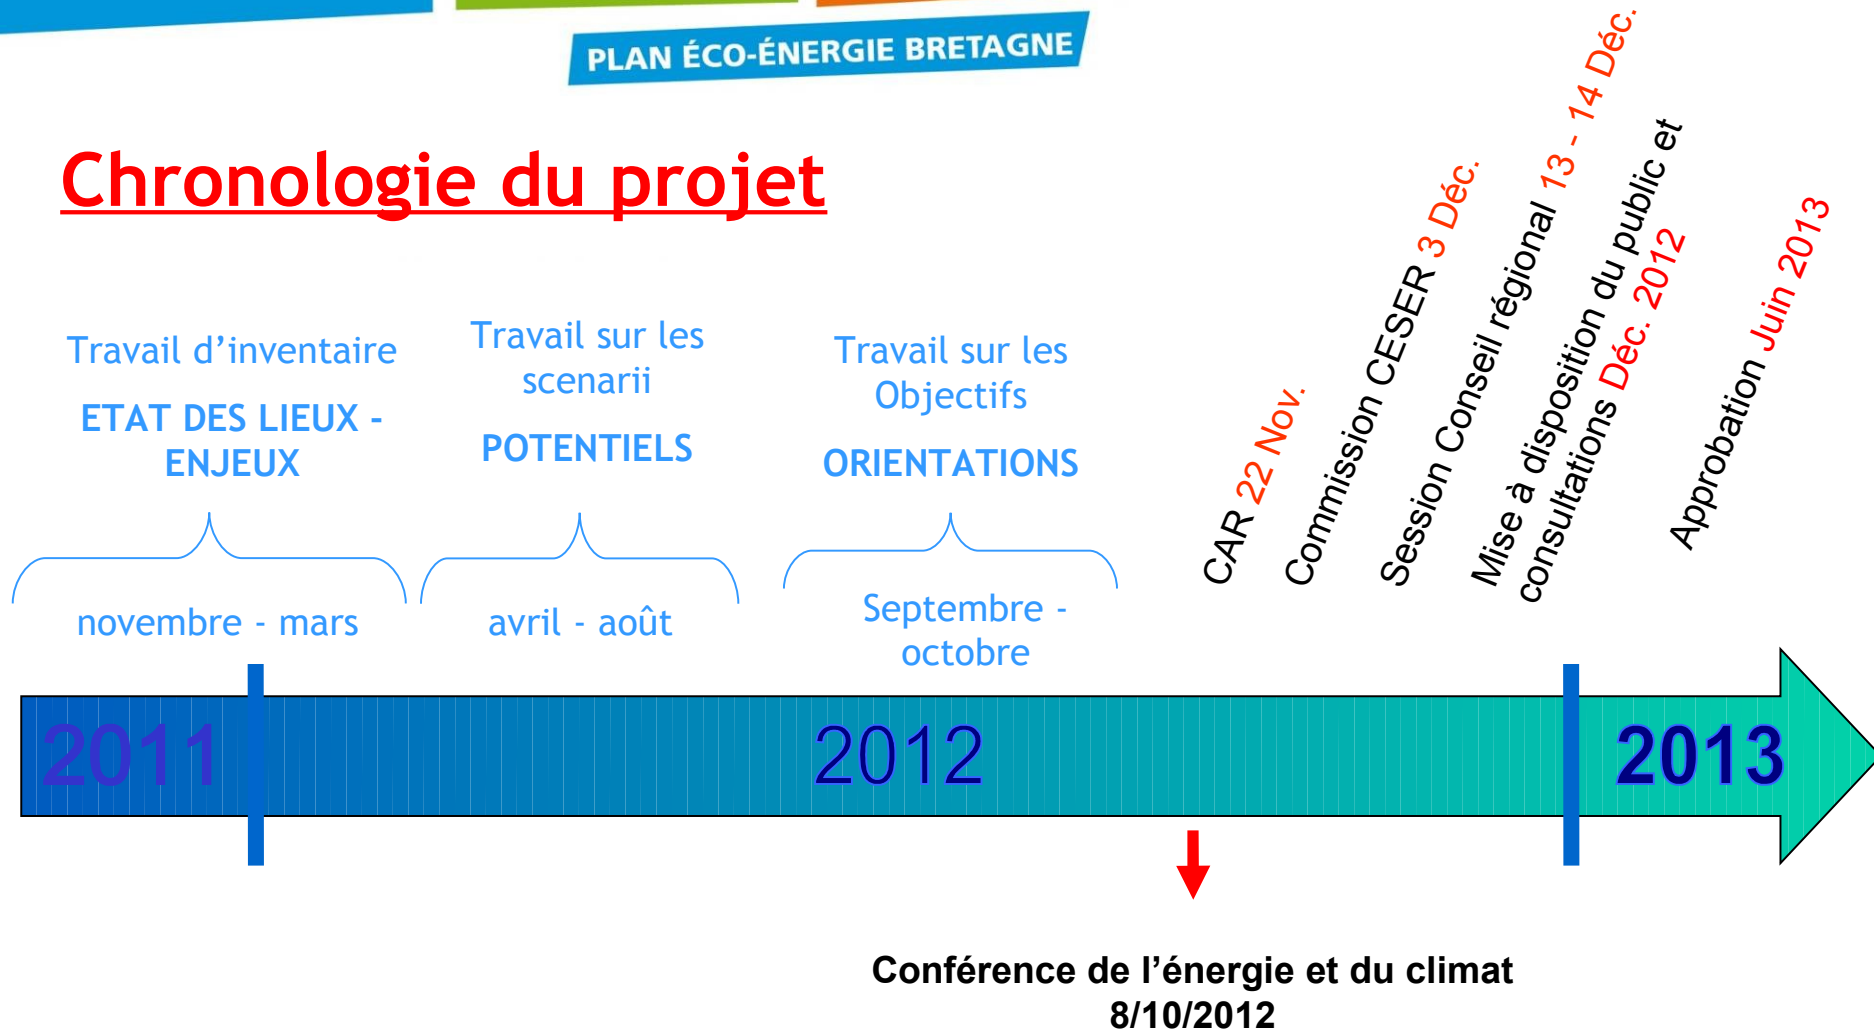 PLAN ÉCO-ÉNERGIE BRETAGNE
Chronologie du projet
Travail d’inventaire
ETAT DES LIEUX -
ENJEUX
novembre - mars
Travail sur les
scenarii
POTENTIELS
avril - août
Travail sur les
Objectifs
ORIENTATIONS
Septembre -
octobre
CAR 22 Nov.
Commission CESER 3 Déc.
Session Conseil régional 13 - 14 Déc.
Mise à disposition du public et
consultations Déc. 2012
Approbation Juin 2013
2011
2012
2013
Conférence de l’énergie et du climat
8/10/2012